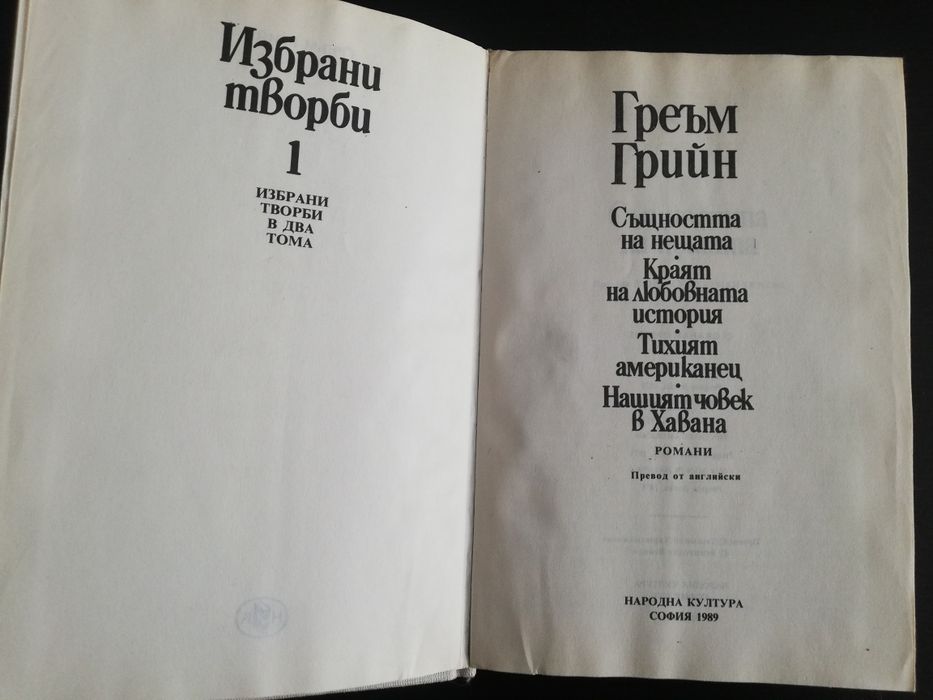 Избрани
творби
1
ИЗБРАНИ
ТВОРБИ
В ДВА
ТОМА
Греъм
Грийн
Същността
на нещата
•
Краят
на любовната
история
•
Тихият
американец
•
Нашият човек
в Хавана
РОМАНИ
Превод от английски
НАРОДНА КУЛТУРА
СОФИЯ 1989